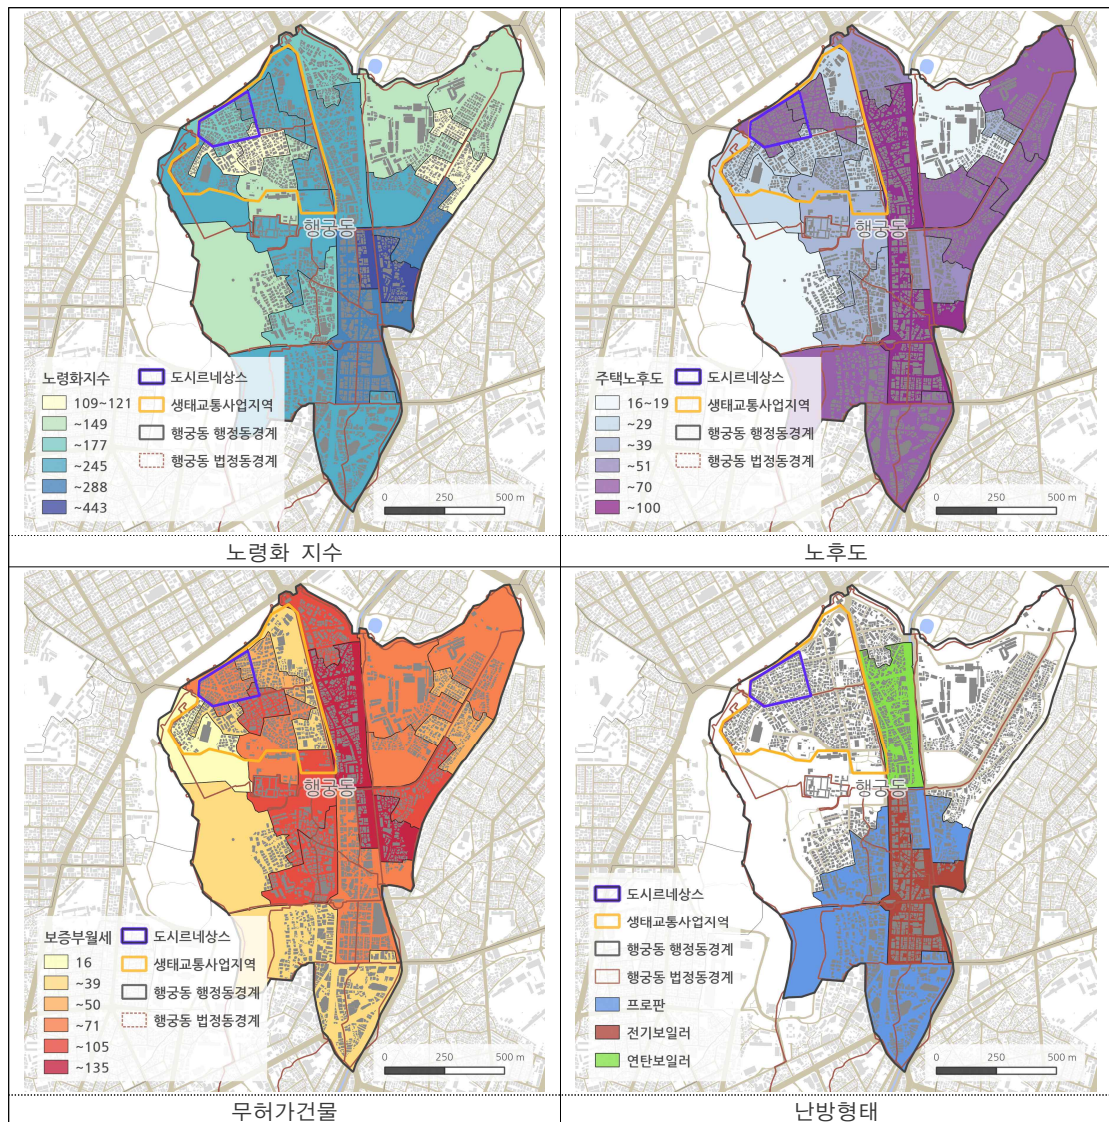 행궁동
노령화지수
109~121
~149
~177
~245
~288
~443
도시르네상스
생태교통사업지역
행궁동 행정동경계
행궁동 법정동경계
0 250 500 m
노령화 지수
행궁동
주택노후도
16~19
~29
~39
~51
~70
~100
도시르네상스
생태교통사업지역
행궁동 행정동경계
행궁동 법정동경계
0 250 500 m
노후도
행궁동
보증부월세
16
~39
~50
~71
~105
~135
도시르네상스
생태교통사업지역
행궁동 행정동경계
행궁동 법정동경계
0 250 500 m
무허가건물
행궁동
도시르네상스
생태교통사업지역
행궁동 행정동경계
행궁동 법정동경계
프로판
전기보일러
연탄보일러
0 250 500 m
난방형태